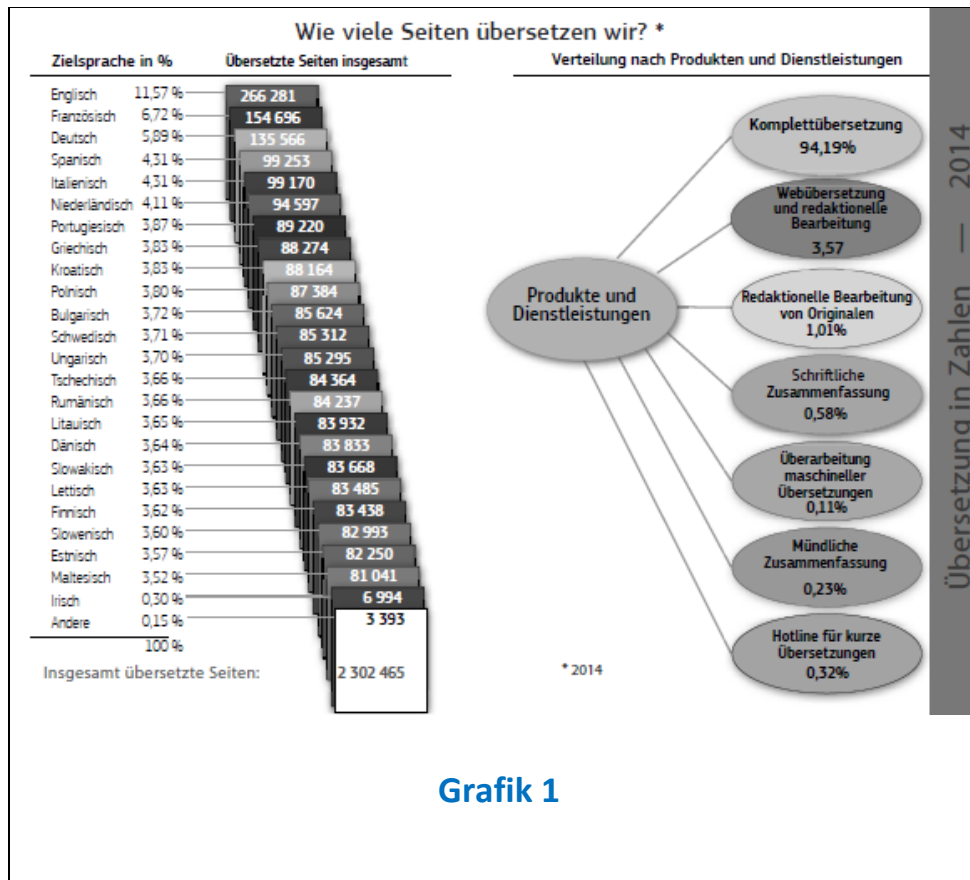 Wie viele Seiten übersetzen wir? *
Zielsprache in %
Übersetzte Seiten insgesamt
Englisch 11,57 % 266 281
Französisch 6,72 % 154 696
Deutsch 5,89 % 135 566
Spanisch 4,31 % 99 253
Italienisch 4,31 % 99 170
Niederländisch 4,11 % 94 597
Portugiesisch 3,87 % 89 220
Griechisch 3,83 % 88 274
Kroatisch 3,83 % 88 164
Polnisch 3,80 % 87 384
Bulgarisch 3,72 % 85 624
Schwedisch 3,71 % 85 312
Ungarisch 3,70 % 85 295
Tschechisch 3,66 % 84 364
Rumänisch 3,66 % 84 237
Litauisch 3,65 % 83 932
Dänisch 3,64 % 83 833
Slowakisch 3,63 % 83 668
Lettisch 3,63 % 83 485
Finnisch 3,62 % 83 438
Slowenisch 3,60 % 82 993
Estnisch 3,57 % 82 250
Maltesisch 3,52 % 81 041
Irisch 0,30 % 6 994
Andere 0,15 % 3 393
100 %
Insgesamt übersetzte Seiten: 2 302 465
Verteilung nach Produkten und Dienstleistungen
Produkte und
Dienstleistungen
Komplettübersetzung
94,19%
Webübersetzung
und redaktionelle
Bearbeitung
3,57
Redaktionelle Bearbeitung
von Originalen
1,01%
Schriftliche
Zusammenfassung
0,58%
Überarbeitung
maschineller
Übersetzungen
0,11%
Mündliche
Zusammenfassung
0,23%
Hotline für kurze
Übersetzungen
0,32%
* 2014
Übersetzung in Zahlen — 2014
Grafik 1